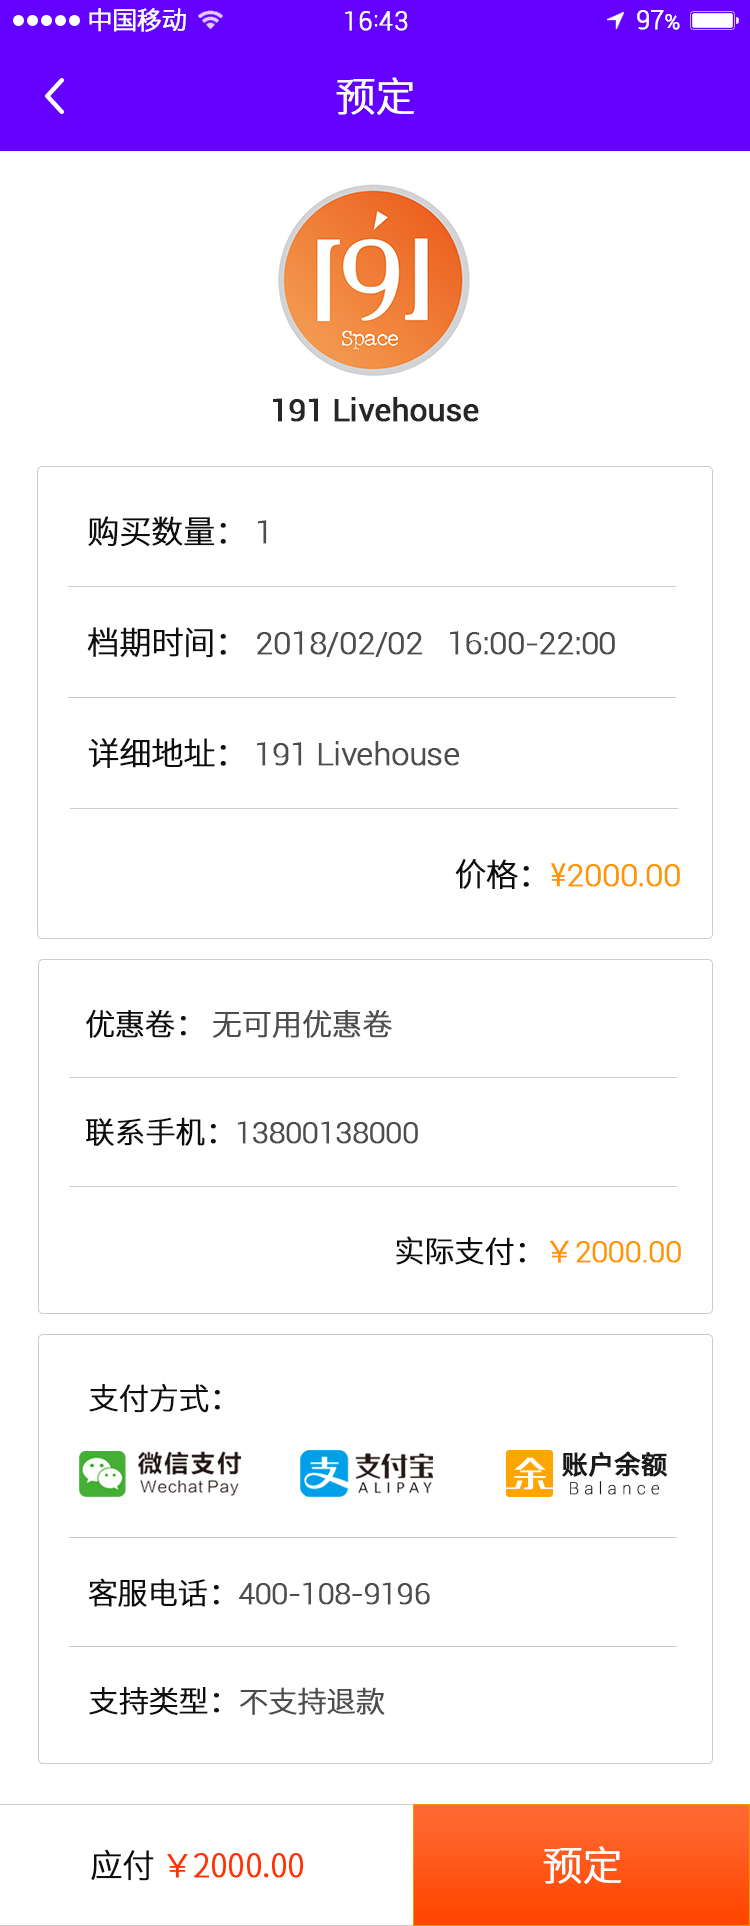 中国移动 16:43 97%
预定
191
Space
191 Livehouse
购买数量： 1
档期时间： 2018/02/02 16:00-22:00
详细地址： 191 Livehouse
价格：¥2000.00
优惠卷： 无可用优惠卷
联系手机：13800138000
实际支付：￥2000.00
支付方式：
微信支付 支 支付宝 余 账户余额
Wechat Pay ALIPAY Balance
客服电话：400-108-9196
支持类型：不支持退款
应付 ￥2000.00 预定